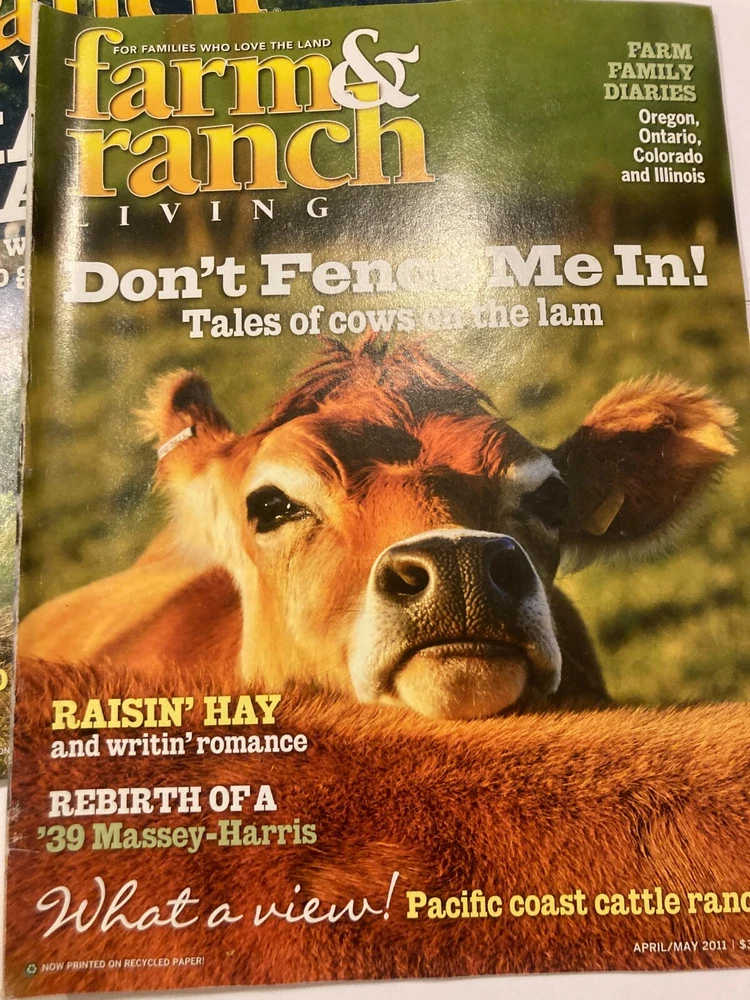 FOR FAMILIES WHO LOVE THE LAND
farm&
ranch
LIVING
FARM
FAMILY
DIARIES
Oregon,
Ontario,
Colorado
and Illinois
Don't Fence Me In!
Tales of cows on the lam
RAISIN' HAY
and writin' romance
REBIRTH OF A
'39 Massey-Harris
What a view! Pacific coast cattle ranc
APRIL/MAY 2011 | $3
NOW PRINTED ON RECYCLED PAPER!